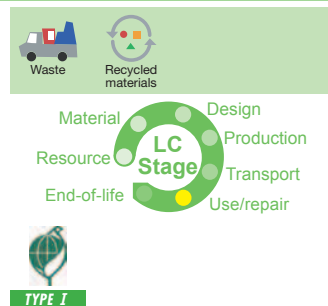 Waste
Recycled
materials
Material
Design
Production
LC
Stage
Resource
Transport
End-of-life
Use/repair
TYPE I